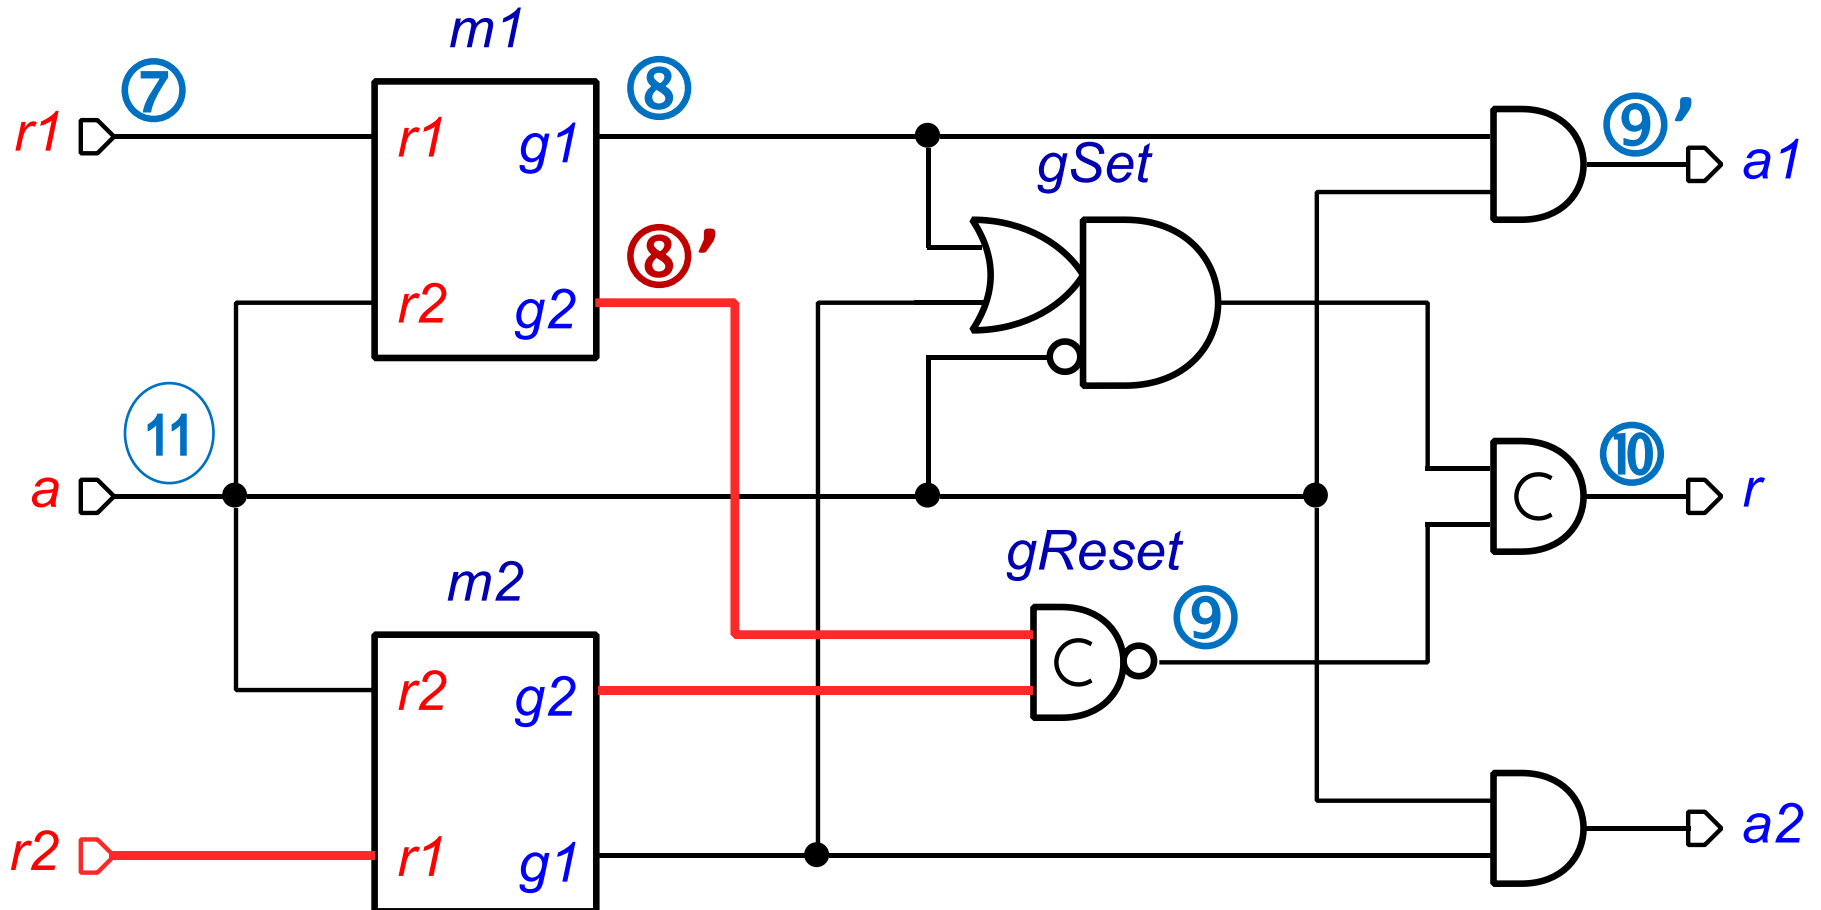 m1
⑦
⑧
r1
r1
g1
⑨'
a1
gSet
⑧'
r2
g2
11
a
⑩
r
C
gReset
m2
⑨
C
r2
g2
r2
r1
g1
a2